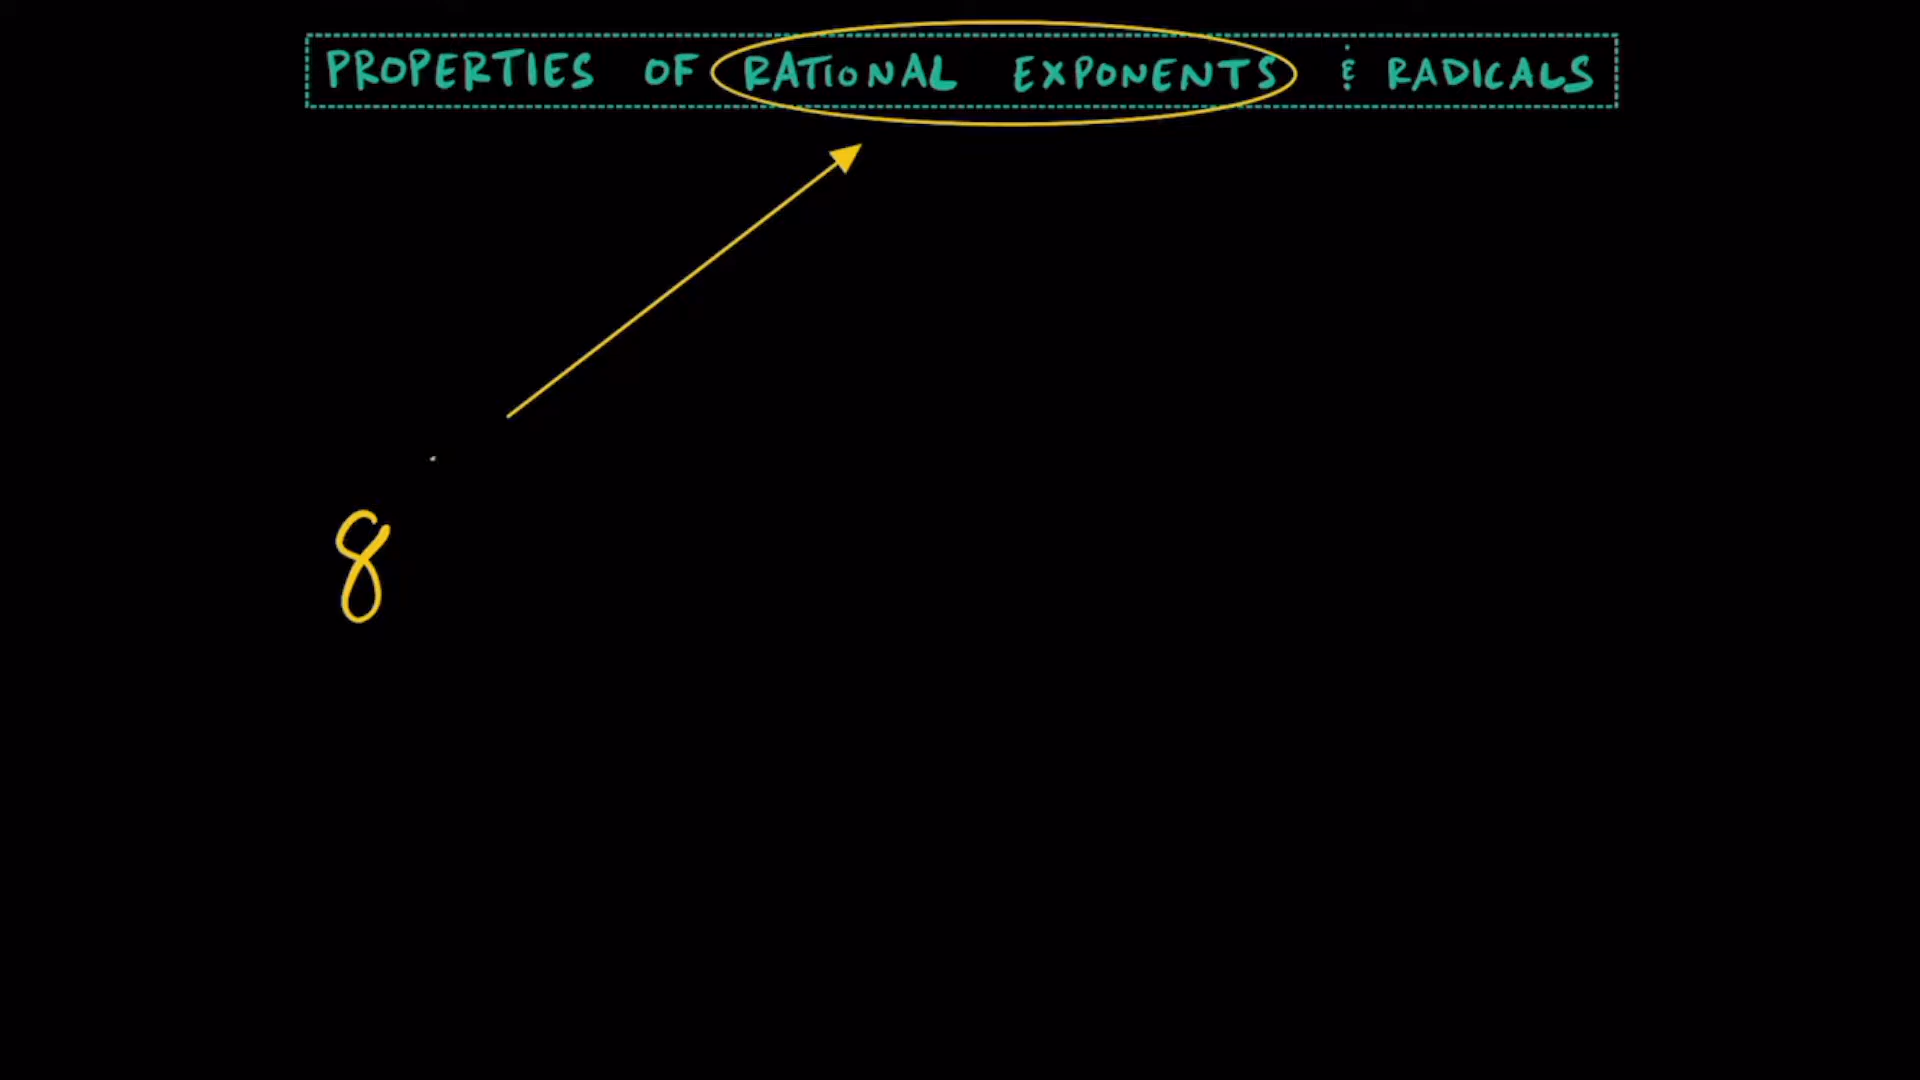 PROPERTIES OF RATIONAL EXPONENTS & RADICALS
8